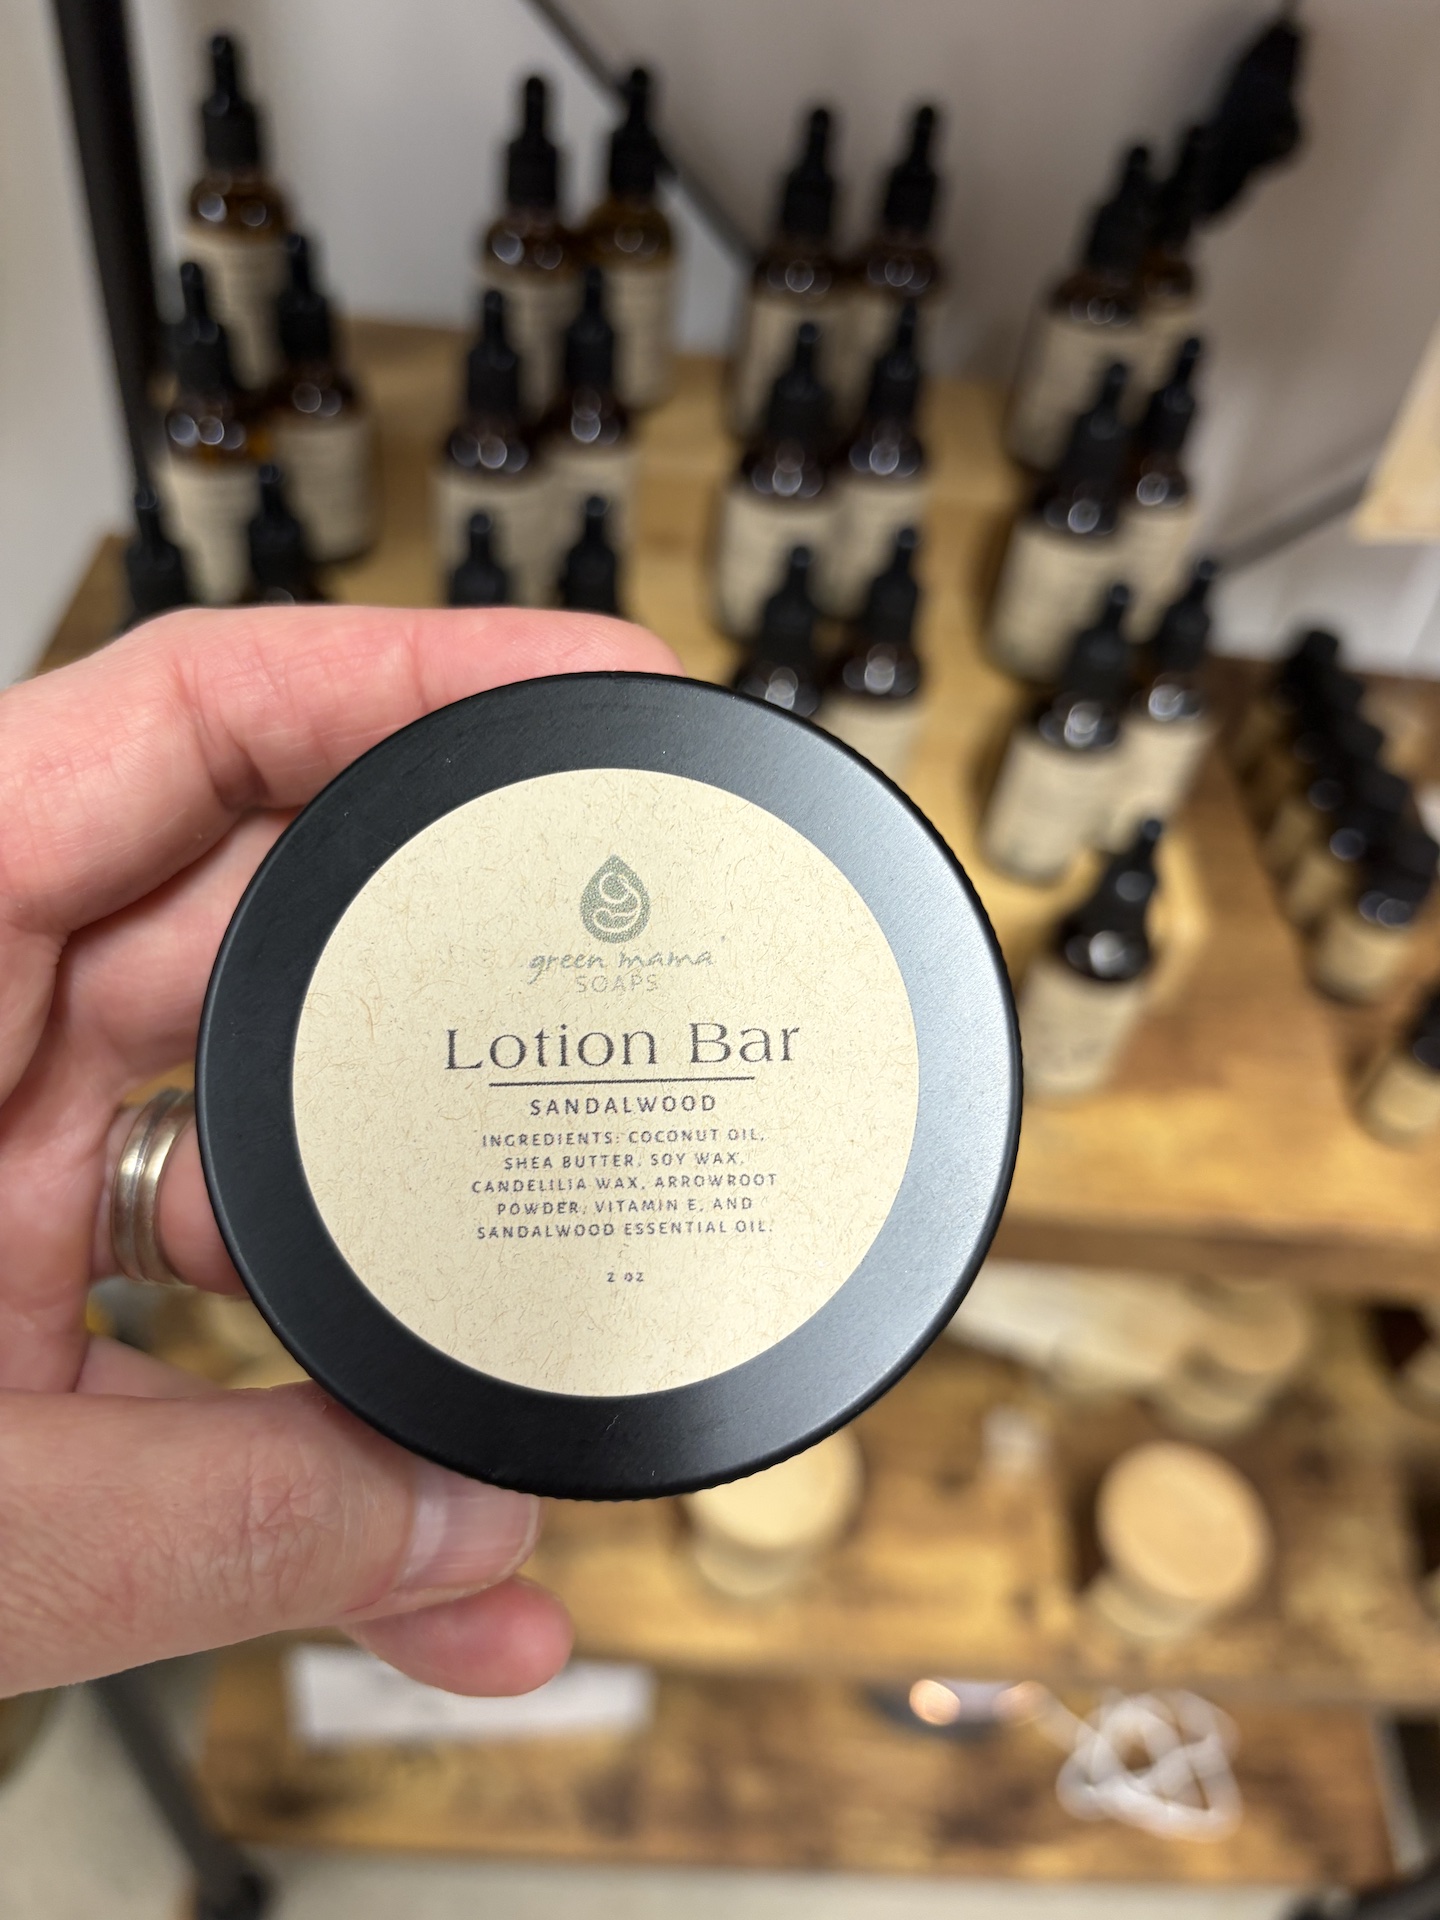 green mama
SOAPS
Lotion Bar
SANDALWOOD
INGREDIENTS: COCONUT OIL,
SHEA BUTTER, SOY WAX,
CANDELILIA WAX, ARROWROOT
POWDER, VITAMIN E, AND
SANDALWOOD ESSENTIAL OIL.
2 OZ